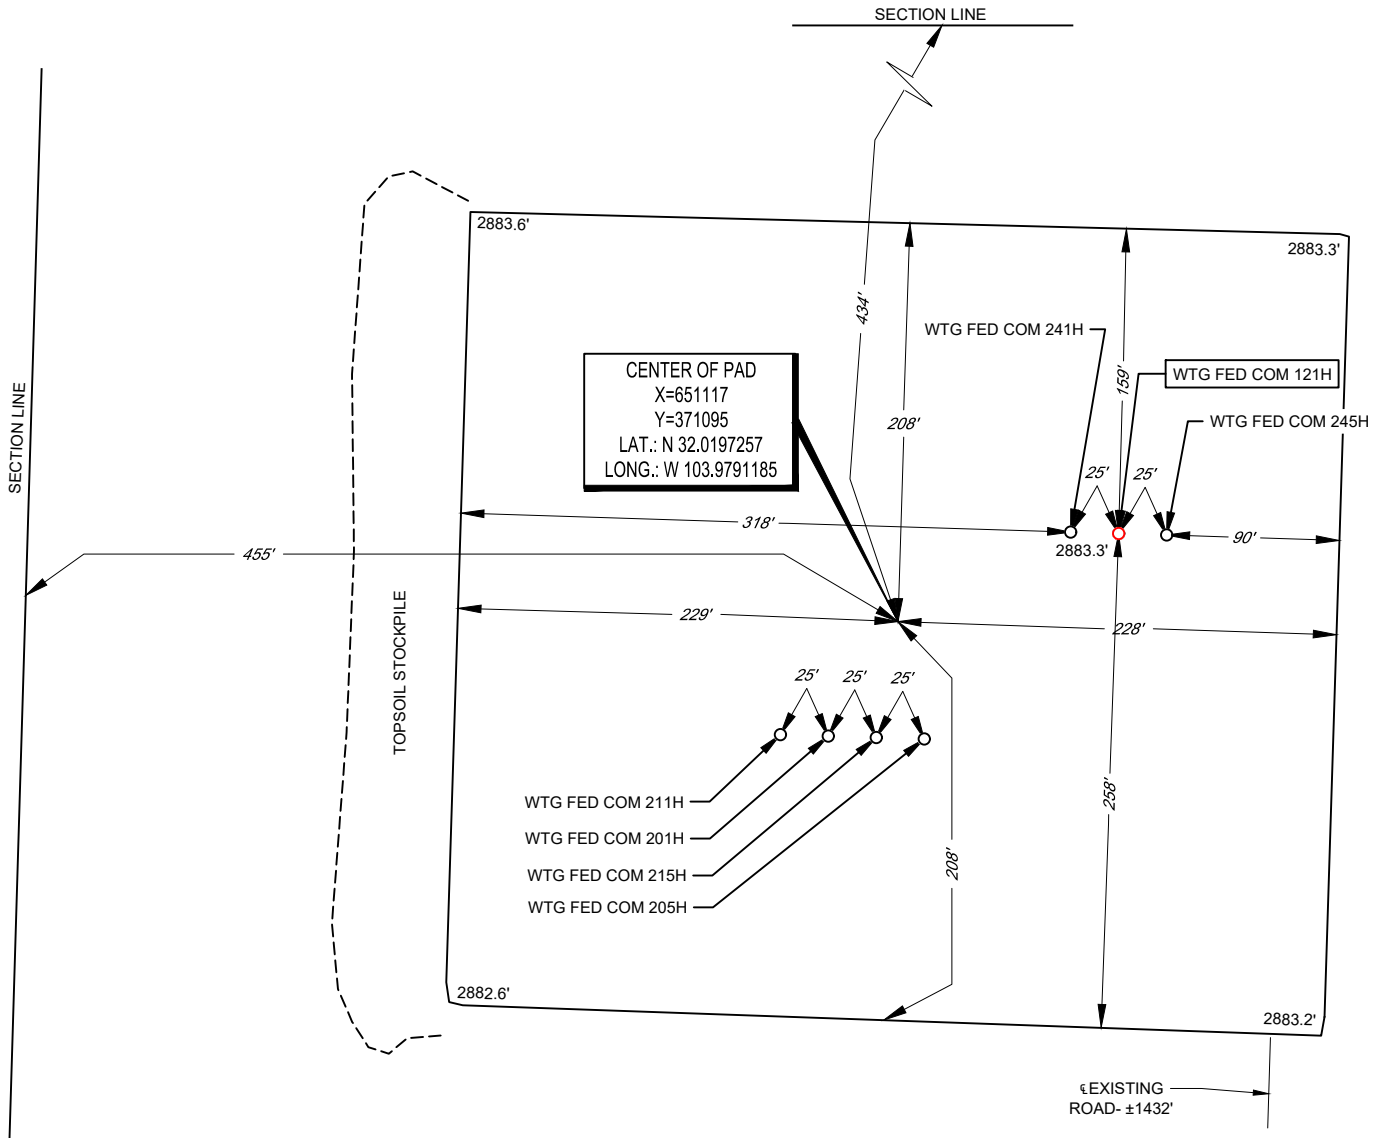 SECTION LINE
SECTION LINE
2883.6'
2883.3'
434'
WTG FED COM 241H
159'
WTG FED COM 121H
CENTER OF PAD
X=651117
Y=371095
LAT.: N 32.0197257
LONG.: W 103.9791185
208'
WTG FED COM 245H
25'
25'
318'
2883.3'
90'
455'
229'
228'
TOPSOIL STOCKPILE
25'
25'
25'
258'
WTG FED COM 211H
WTG FED COM 201H
WTG FED COM 215H
WTG FED COM 205H
208'
2882.6'
2883.2'
℄EXISTING
ROAD- ±1432'